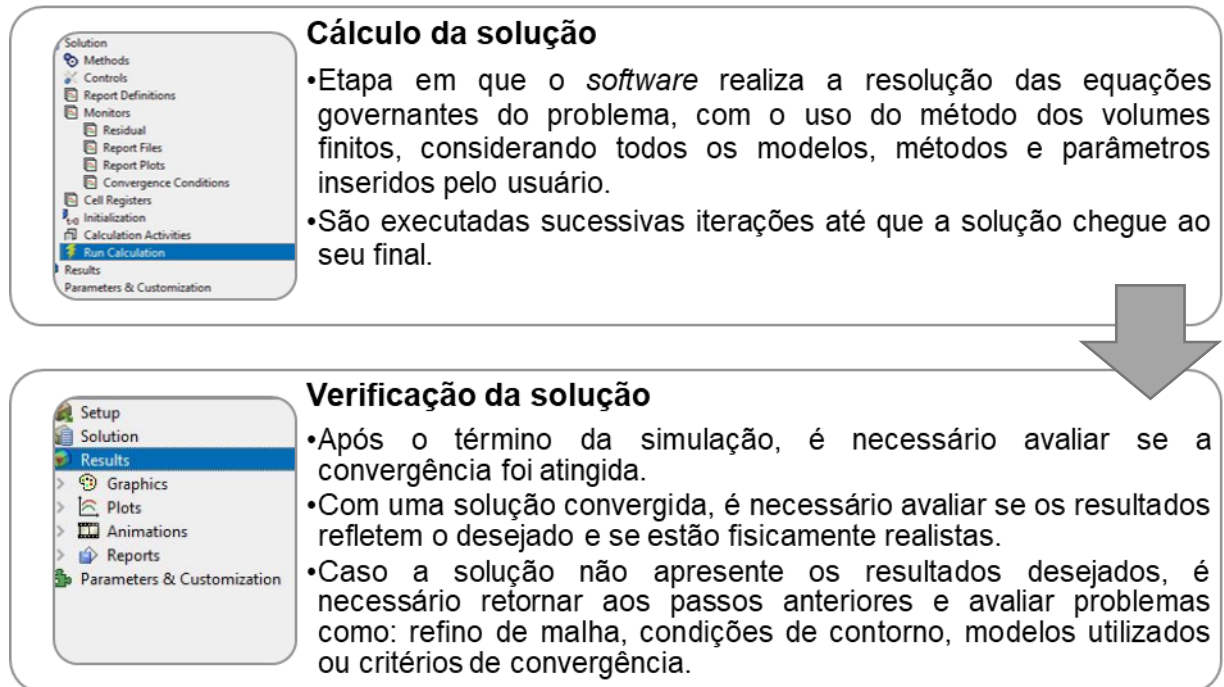 Solution
Methods
Controls
Report Definitions
Monitors
Residual
Report Files
Report Plots
Convergence Conditions
Cell Registers
Initialization
Calculation Activities
Run Calculation
Results
Parameters & Customization
Cálculo da solução
•Etapa em que o software realiza a resolução das equações
governantes do problema, com o uso do método dos volumes
finitos, considerando todos os modelos, métodos e parâmetros
inseridos pelo usuário.
•São executadas sucessivas iterações até que a solução chegue ao
seu final.
Setup
Solution
Results
Graphics
Plots
Animations
Reports
Parameters & Customization
Verificação da solução
•Após o término da simulação, é necessário avaliar se a
convergência foi atingida.
•Com uma solução convergida, é necessário avaliar se os resultados
refletem o desejado e se estão fisicamente realistas.
•Caso a solução não apresente os resultados desejados, é
necessário retornar aos passos anteriores e avaliar problemas
como: refino de malha, condições de contorno, modelos utilizados
ou critérios de convergência.